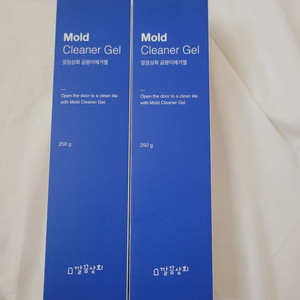 Mold
Cleaner Gel
깔끔상회 곰팡이제거젤
Open the door to a clean life
with Mold Cleaner Gel
250 g
깔끔상회
Mold
Cleaner Gel
깔끔상회 곰팡이제거젤
Open the door to a clean life
with Mold Cleaner Gel
250 g
깔끔상회